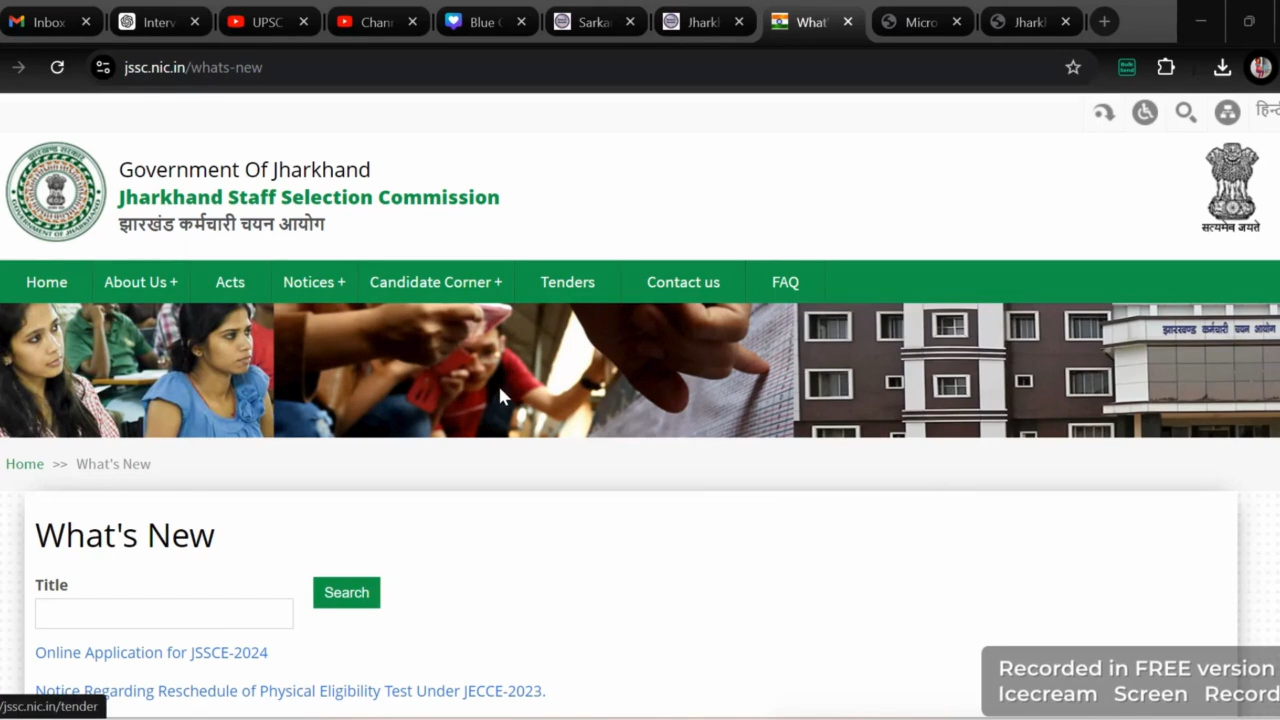 Inbox
Interv
UPSC
Chani
Blue
Sarka
Jharkl
What'
Micro
Jharkl
jssc.nic.in/whats-new
Bulk Send
हिन्द
Government Of Jharkhand
Jharkhand Staff Selection Commission
झारखंड कर्मचारी चयन आयोग
सत्यमेव जयते
Home
About Us +
Acts
Notices +
Candidate Corner +
Tenders
Contact us
FAQ
झारखण्ड कर्मचारी चयन आयोग
Home >> What's New
What's New
Title
Search
Online Application for JSSCE-2024
Notice Regarding Reschedule of Physical Eligibility Test Under JECCE-2023.
/jssc.nic.in/tender
Recorded in FREE version
Icecream Screen Record